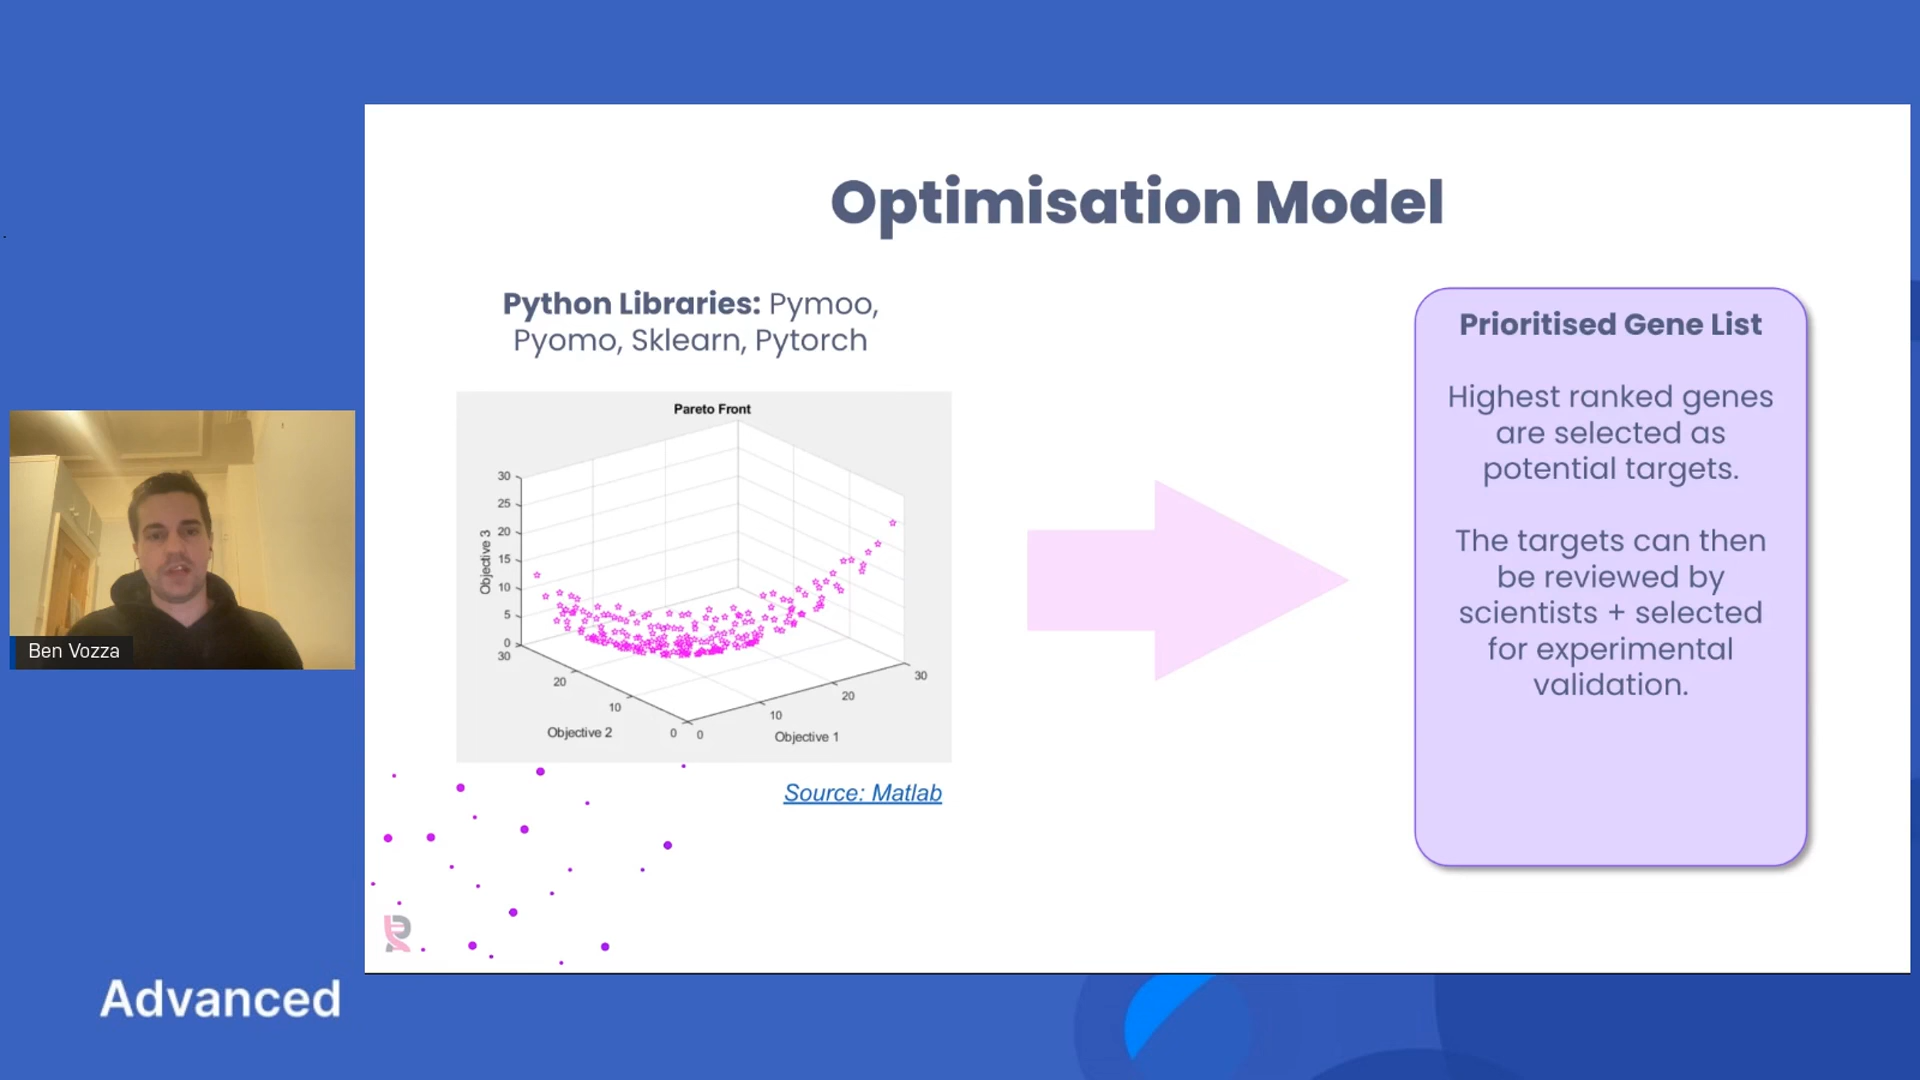 Optimisation Model
Python Libraries: Pymoo,
Pyomo, Sklearn, Pytorch
Pareto Front
30
25
20
15
10
5
0
Objective 3
30
20
10
0
Objective 2
0
10
20
30
Objective 1
Source: Matlab
Prioritised Gene List
Highest ranked genes
are selected as
potential targets.
The targets can then
be reviewed by
scientists + selected
for experimental
validation.
Ben Vozza
Advanced